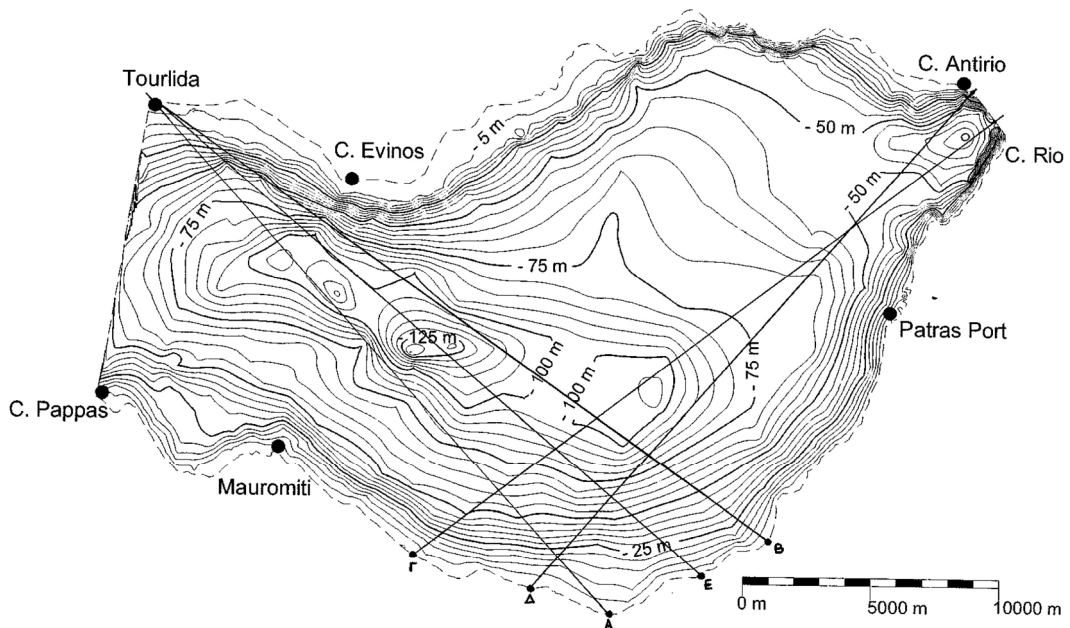 C. Antirio
Tourlida
- 50 m
- 5 m
C. Evinos
C. Rio
- 50 m
- 75 m
- 75 m
Patras Port
- 125 m
- 100 m
- 75 m
- 100 m
C. Pappas
Mauromiti
- 25 m
Γ
Β
Ε
Δ
Α
0 m 5000 m 10000 m